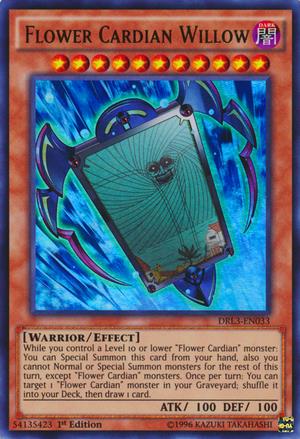 Flower Cardian Willow
DARK
闇
DRL3-EN033
[WARRIOR/EFFECT]
While you control a Level 10 or lower "Flower Cardian" monster:
You can Special Summon this card from your hand, also you
cannot Normal or Special Summon monsters for the rest of this
turn, except "Flower Cardian" monsters. Once per turn: You can
target 1 "Flower Cardian" monster in your Graveyard; shuffle it
into your Deck, then draw 1 card.
ATK/ 100 DEF/ 100
54135423 1st Edition ©1996 KAZUKI TAKAHASHI